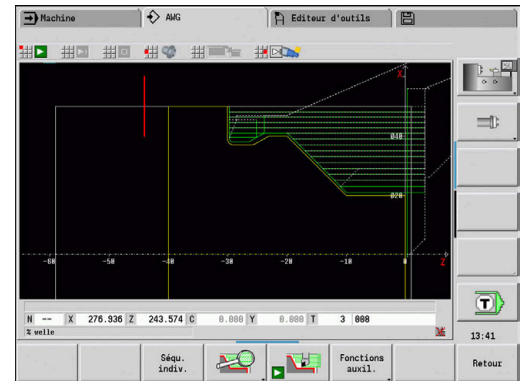 Machine AWG Editeur d'outils
X
Ø40
Ø20
-60 -50 -40 -30 -20 -10 0 Z
N -- X 276.936 Z 243.574 C 0.000 Y 0.000 T 3 000
% welle
T
13:41
Séqu. indiv.
Fonctions auxil.
Retour